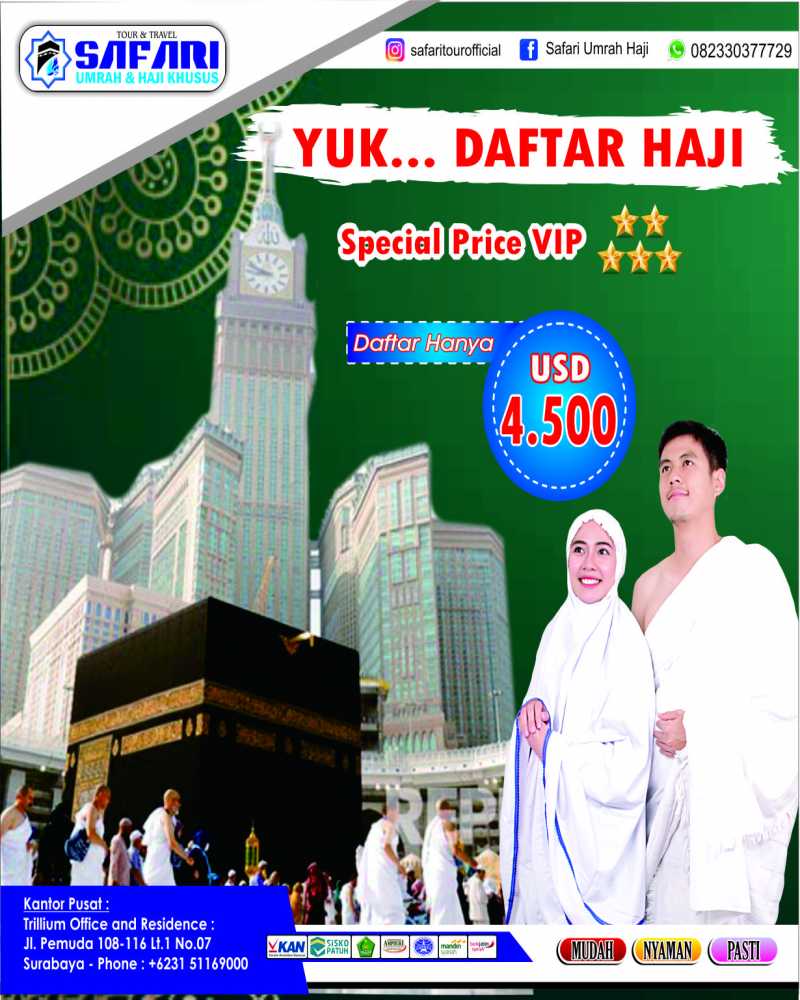 TOUR & TRAVEL
SAFARI
UMRAH & HAJI KHUSUS
safaritourofficial
Safari Umrah Haji
082330377729
YUK... DAFTAR HAJI
Special Price VIP
Daftar Hanya
USD
4.500
Kantor Pusat :
Trillium Office and Residence :
Jl. Pemuda 108-116 Lt.1 No.07
Surabaya - Phone : +6231 51169000
KAN
SISKO
PATUH
mandiri
syariah
MUDAH
NYAMAN
PASTI